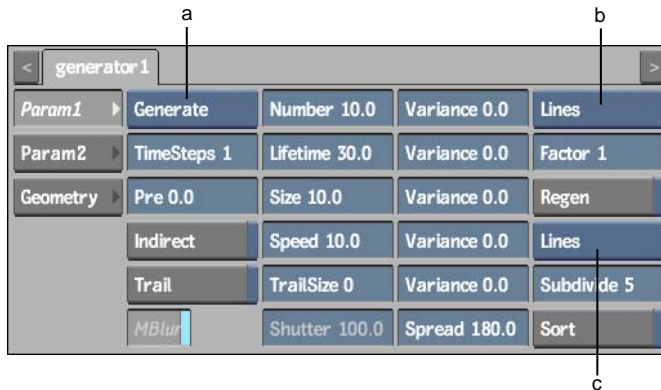 a b
< generator1 >
Param1 Generate Number 10.0 Variance 0.0 Lines
Param2 TimeSteps 1 Lifetime 30.0 Variance 0.0 Factor 1
Geometry Pre 0.0 Size 10.0 Variance 0.0 Regen
Indirect Speed 10.0 Variance 0.0 Lines
Trail TrailSize 0 Variance 0.0 Subdivide 5
MBlur Shutter 100.0 Spread 180.0 Sort
c